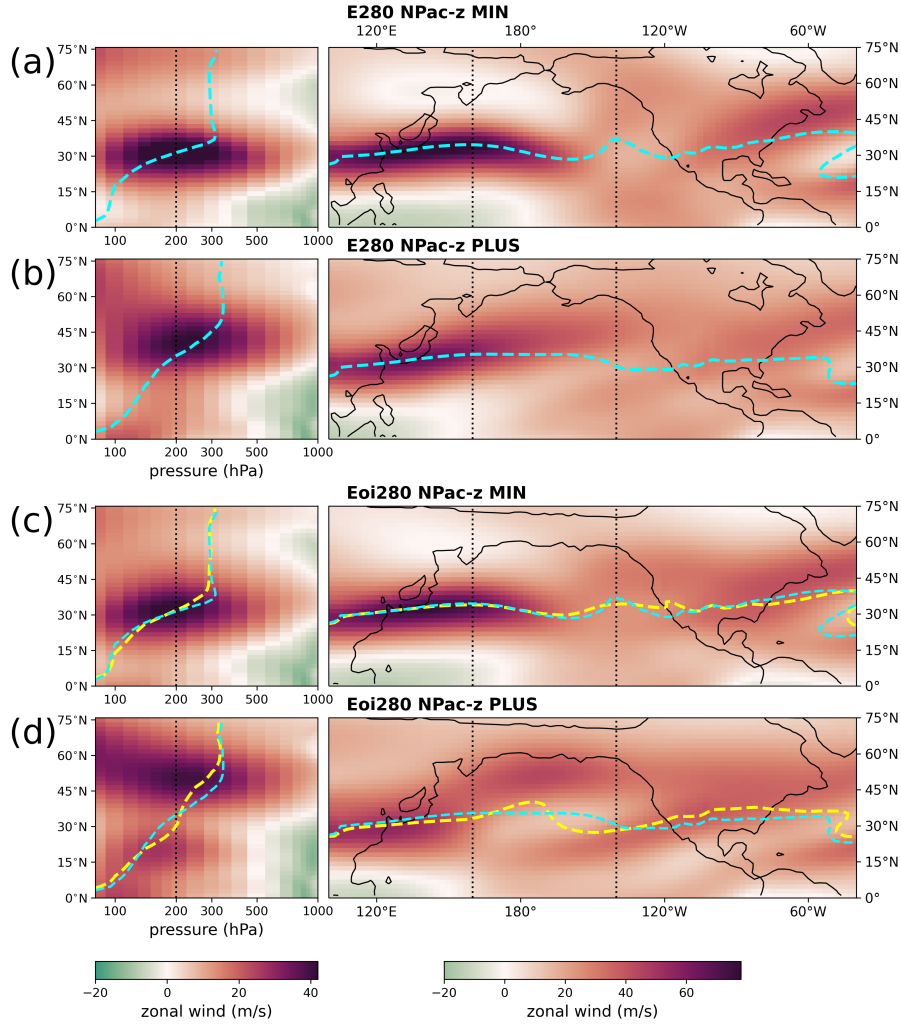 E280 NPac-z MIN
120°E 180° 120°W 60°W
(a)
75°N 75°N
60°N 60°N
45°N 45°N
30°N 30°N
15°N 15°N
0°N 0°
100 200 300 500 1000
E280 NPac-z PLUS
(b)
75°N 75°N
60°N 60°N
45°N 45°N
30°N 30°N
15°N 15°N
0°N 0°
100 200 300 500 1000
pressure (hPa)
Eoi280 NPac-z MIN
(c)
75°N 75°N
60°N 60°N
45°N 45°N
30°N 30°N
15°N 15°N
0°N 0°
100 200 300 500 1000
Eoi280 NPac-z PLUS
(d)
75°N 75°N
60°N 60°N
45°N 45°N
30°N 30°N
15°N 15°N
0°N 0°
100 200 300 500 1000 120°E 180° 120°W 60°W
pressure (hPa)
−20 0 20 40 −20 0 20 40 60
zonal wind (m/s) zonal wind (m/s)